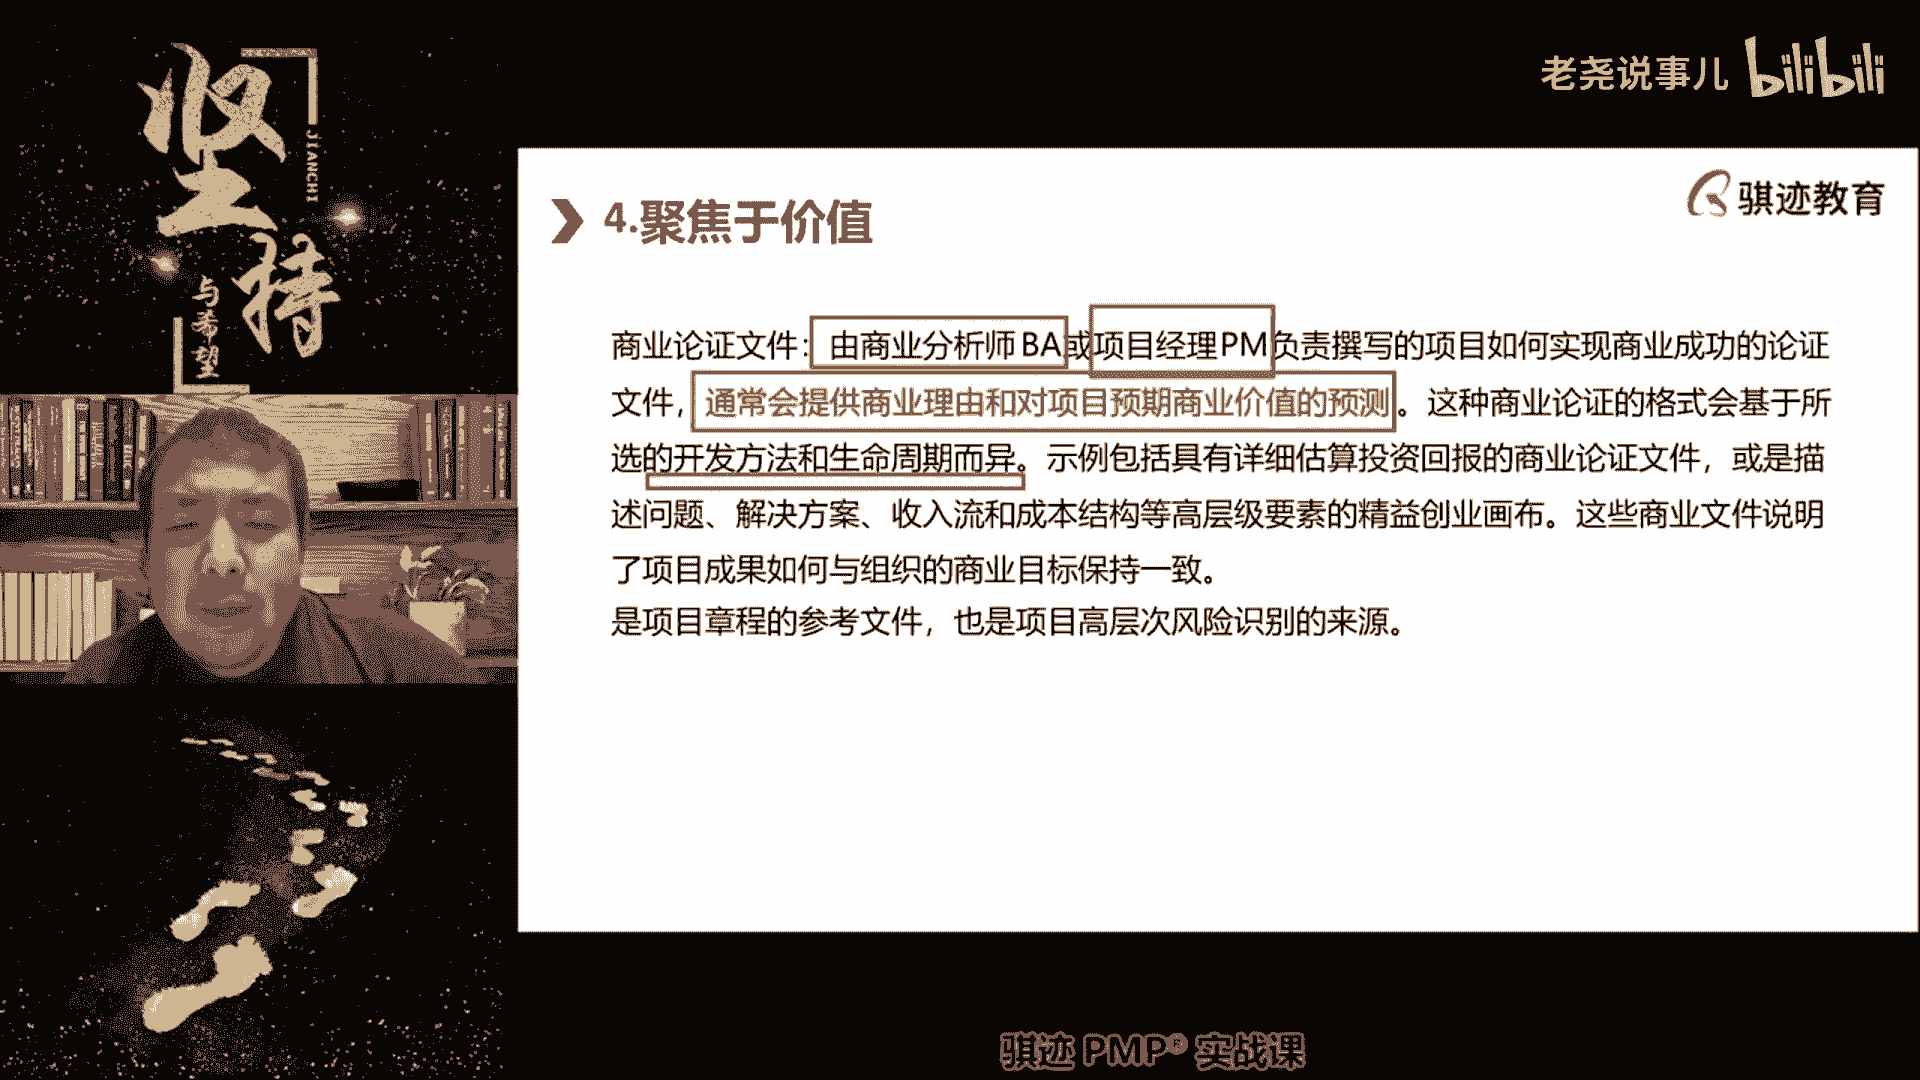 坚持
JIANCHI
与希望
老尧说事儿 bilibili
骐迹教育
4.聚焦于价值
商业论证文件：由商业分析师BA或项目经理PM负责撰写的项目如何实现商业成功的论证
文件，通常会提供商业理由和对项目预期商业价值的预测。这种商业论证的格式会基于所
选的开发方法和生命周期而异。示例包括具有详细估算投资回报的商业论证文件，或是描
述问题、解决方案、收入流和成本结构等高层级要素的精益创业画布。这些商业文件说明
了项目成果如何与组织的商业目标保持一致。
是项目章程的参考文件，也是项目高层次风险识别的来源。
骐迹 PMP® 实战课